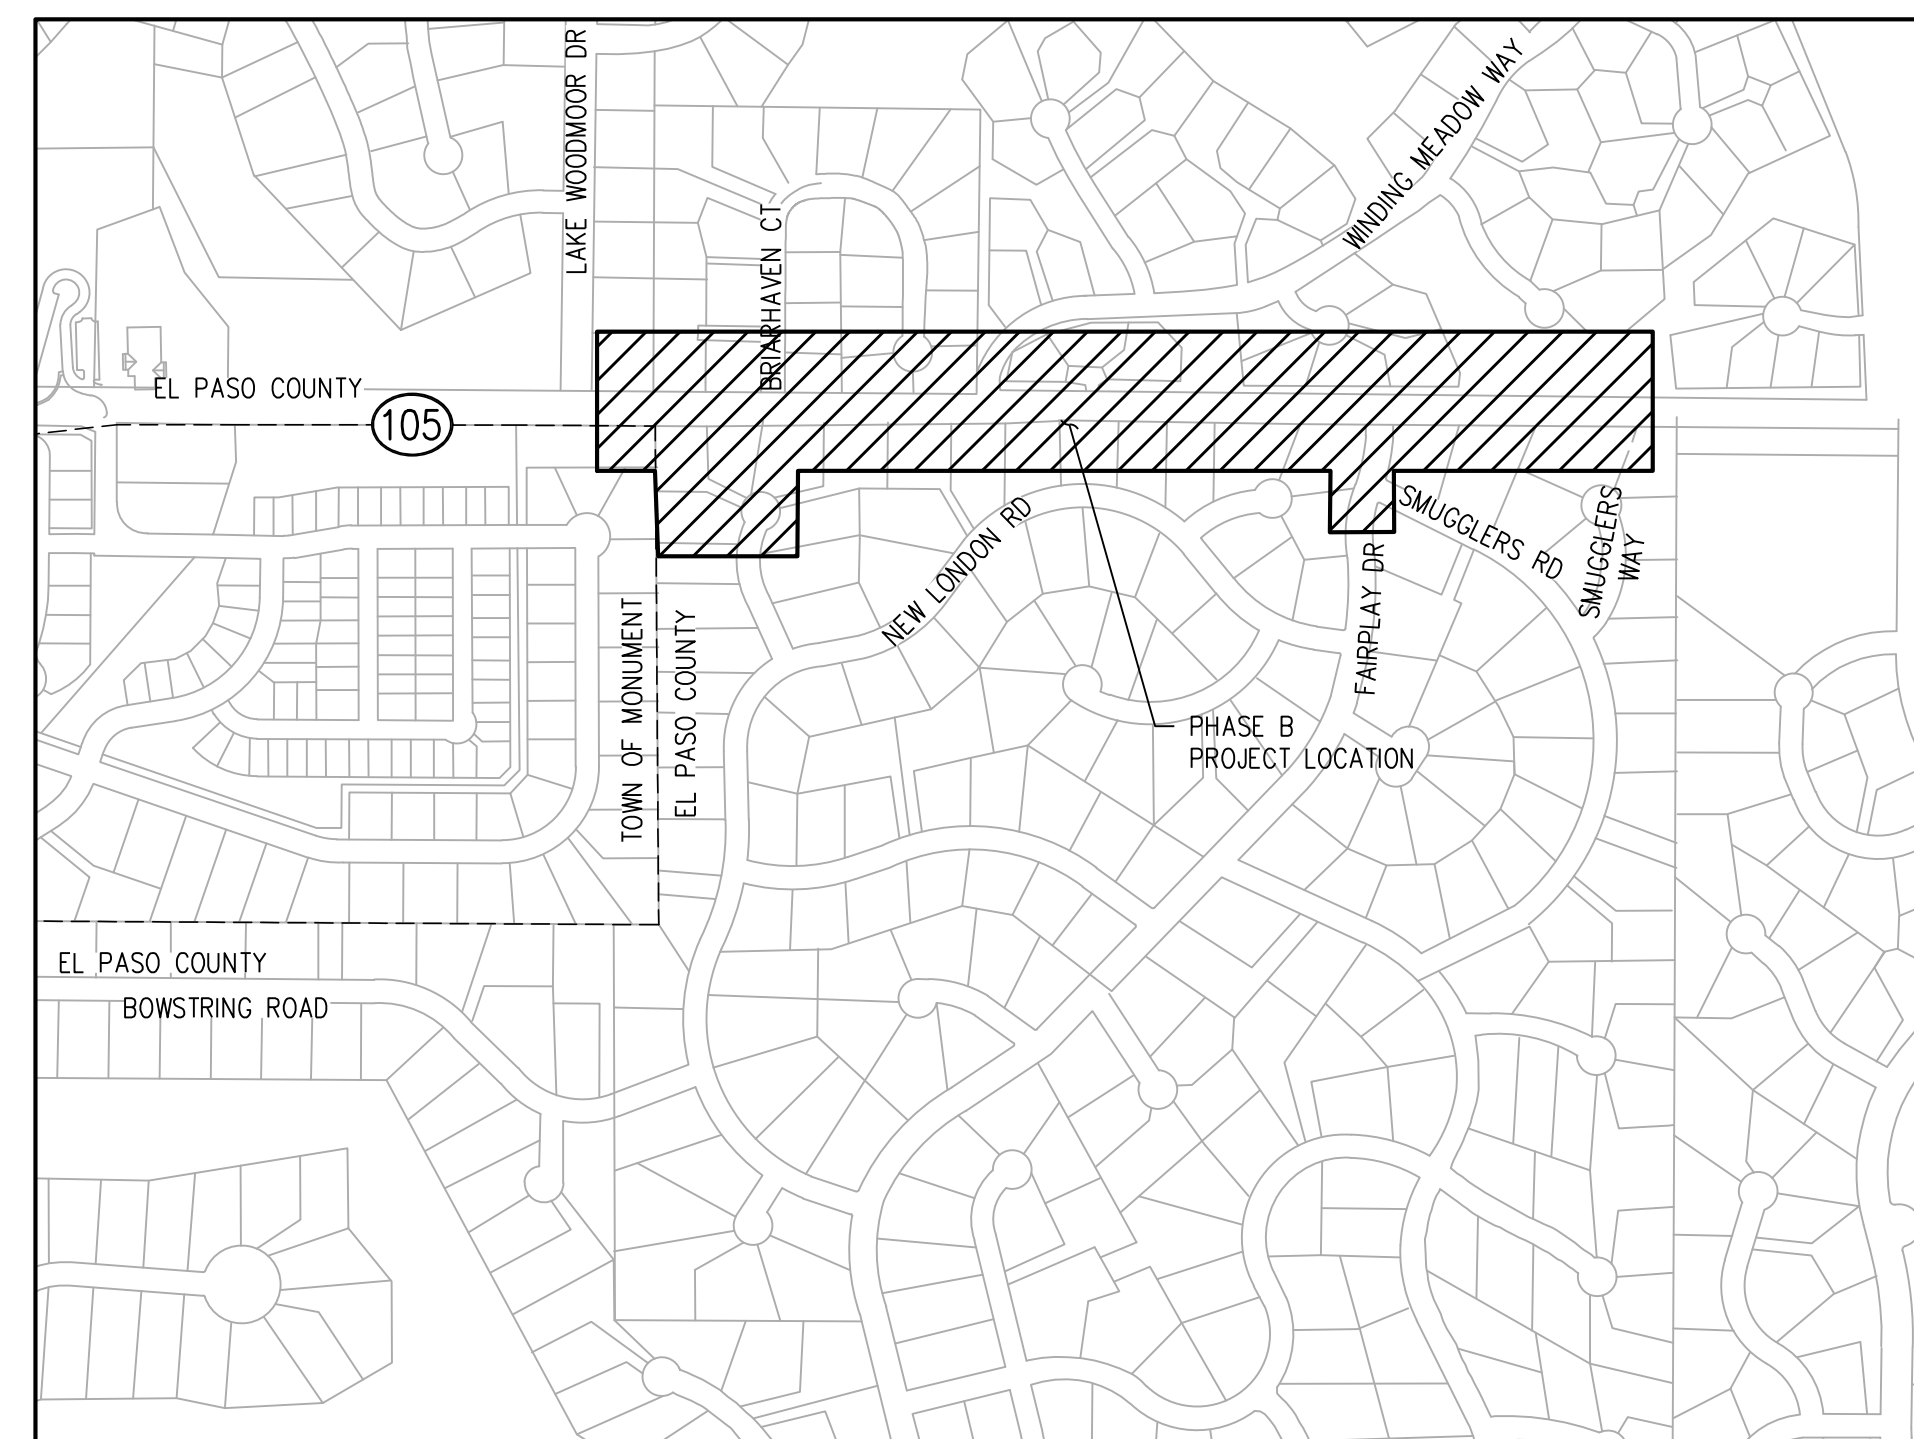 LAKE WOODMOOR DR
WINDING MEADOW WAY
BRIARHAVEN CT
EL PASO COUNTY
105
NEW LONDON RD
SMUGGLERS RD
SMUGGLERS
WAY
FAIRPLAY DR
TOWN OF MONUMENT
EL PASO COUNTY
PHASE B
PROJECT LOCATION
EL PASO COUNTY
BOWSTRING ROAD